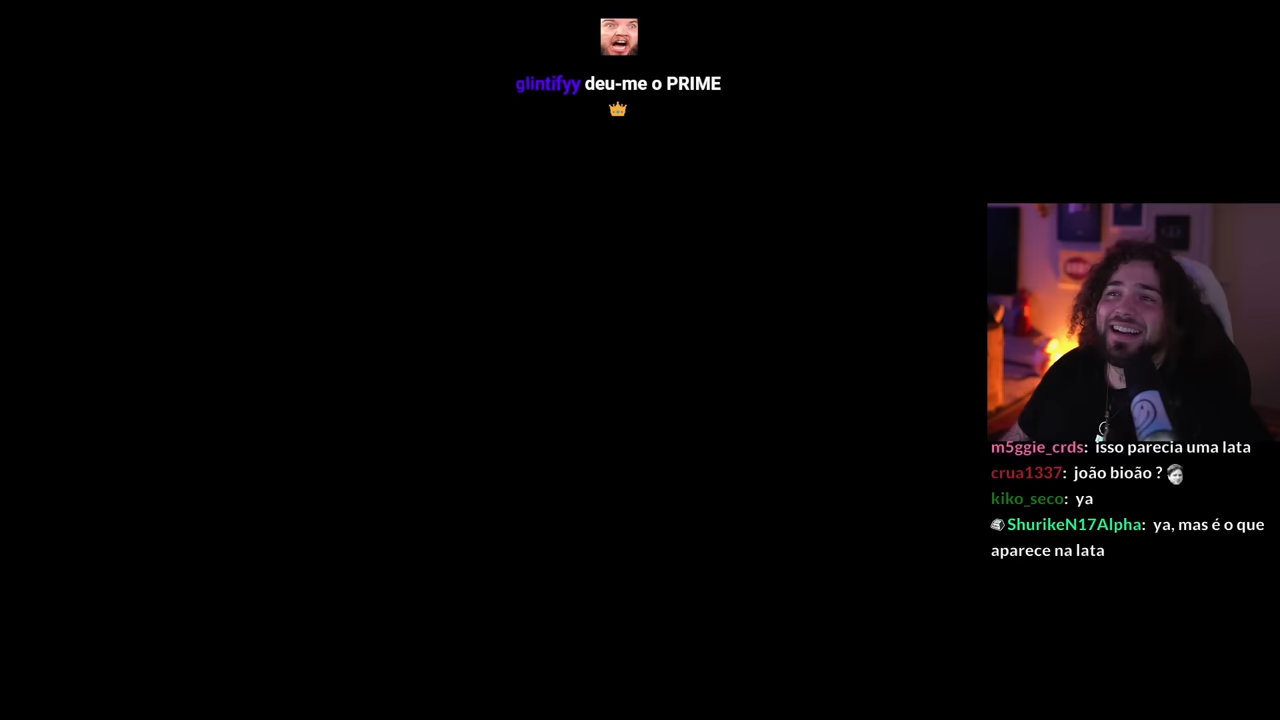 glintifyy deu-me o PRIME
m5ggie_crds: isso parecia uma lata
crua1337: joão bioão ?
kiko_seco: ya
ShurikeN17Alpha: ya, mas é o que
aparece na lata